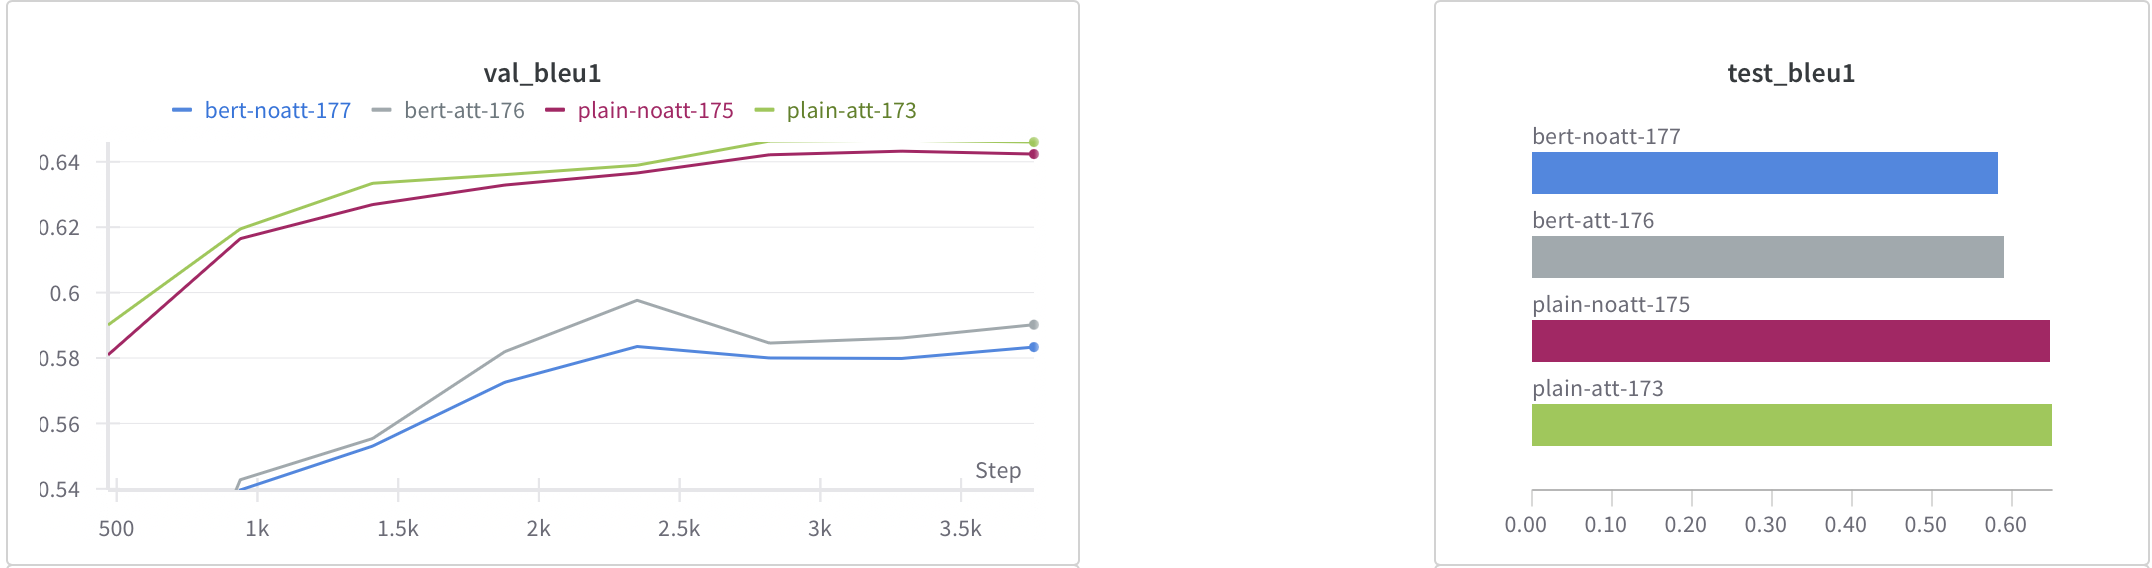 val_bleu1
bert-noatt-177 bert-att-176 plain-noatt-175 plain-att-173
0.64
0.62
0.6
0.58
0.56
0.54
Step
500 1k 1.5k 2k 2.5k 3k 3.5k
test_bleu1
bert-noatt-177
bert-att-176
plain-noatt-175
plain-att-173
0.00 0.10 0.20 0.30 0.40 0.50 0.60